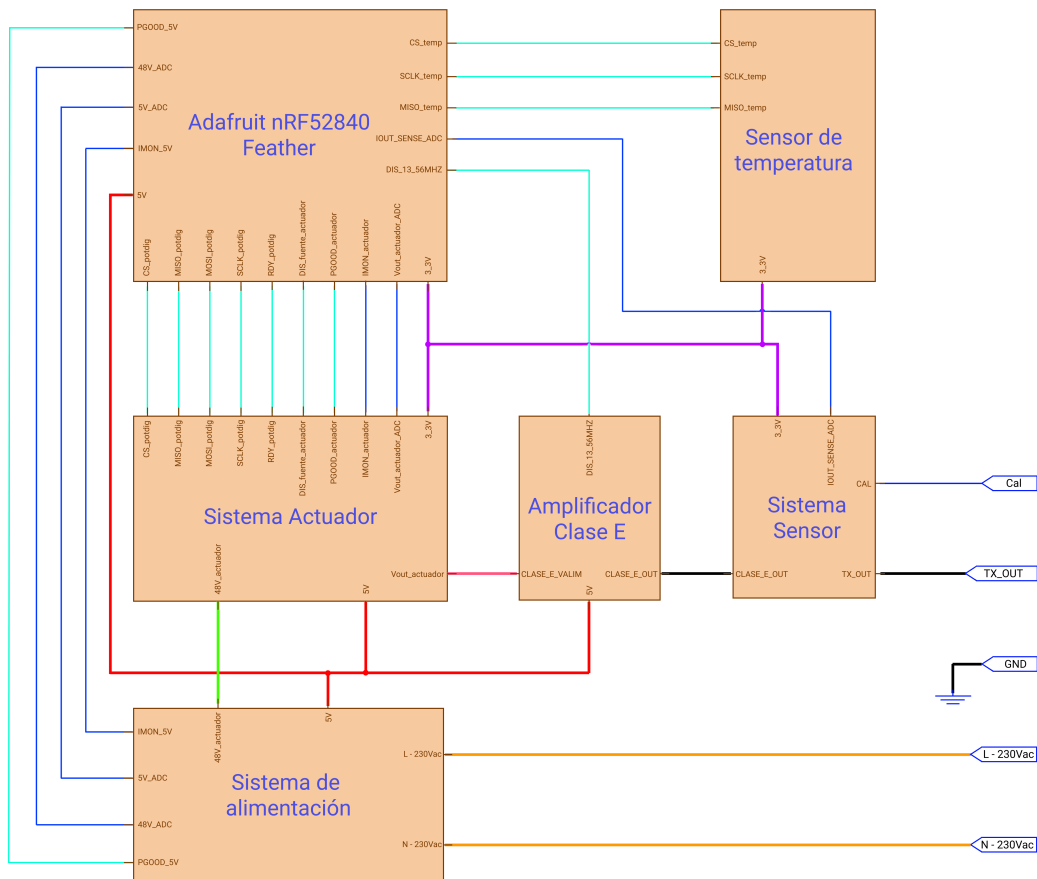 PGOOD_5V
48V_ADC
5V_ADC
IMON_5V
5V
Adafruit nRF52840
Feather
CS_temp
SCLK_temp
MISO_temp
IOUT_SENSE_ADC
DIS_13_56MHZ
CS_potdig
MISO_potdig
MOSI_potdig
SCLK_potdig
RDY_potdig
DIS_fuente_actuador
PGOOD_actuador
IMON_actuador
Vout_actuador_ADC
3_3V
CS_temp
SCLK_temp
MISO_temp
Sensor de
temperatura
3_3V
CS_potdig
MISO_potdig
MOSI_potdig
SCLK_potdig
RDY_potdig
DIS_fuente_actuador
PGOOD_actuador
IMON_actuador
Vout_actuador_ADC
3_3V
Sistema Actuador
48V_actuador
5V
Vout_actuador
DIS_13_56MHZ
Amplificador
Clase E
CLASE_E_VALIM
CLASE_E_OUT
5V
3_3V
IOUT_SENSE_ADC
CAL
Sistema
Sensor
CLASE_E_OUT
TX_OUT
Cal
TX_OUT
GND
48V_actuador
5V
IMON_5V
5V_ADC
48V_ADC
PGOOD_5V
Sistema de
alimentación
L - 230Vac
N - 230Vac
L - 230Vac
N - 230Vac